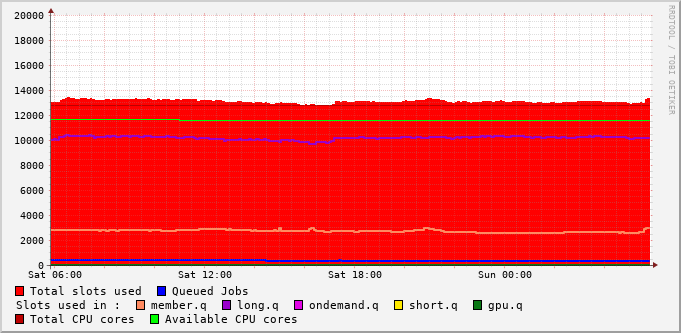 20000
18000
16000
14000
12000
10000
8000
6000
4000
2000
0
Sat 06:00 Sat 12:00 Sat 18:00 Sun 00:00
Total slots used Queued Jobs
Slots used in : member.q long.q ondemand.q short.q gpu.q
Total CPU cores Available CPU cores
RRDTOOL / TOBI OETIKER